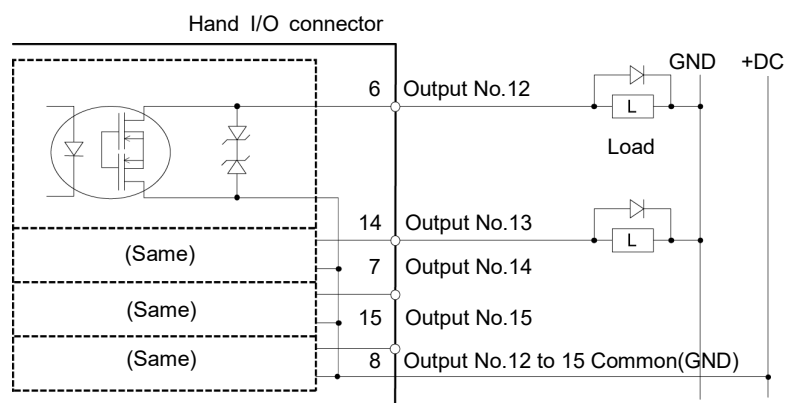 Hand I/O connector
GND +DC
6 Output No.12
L
Load
14 Output No.13
(Same)
L
7 Output No.14
(Same)
15 Output No.15
(Same)
8 Output No.12 to 15 Common(GND)